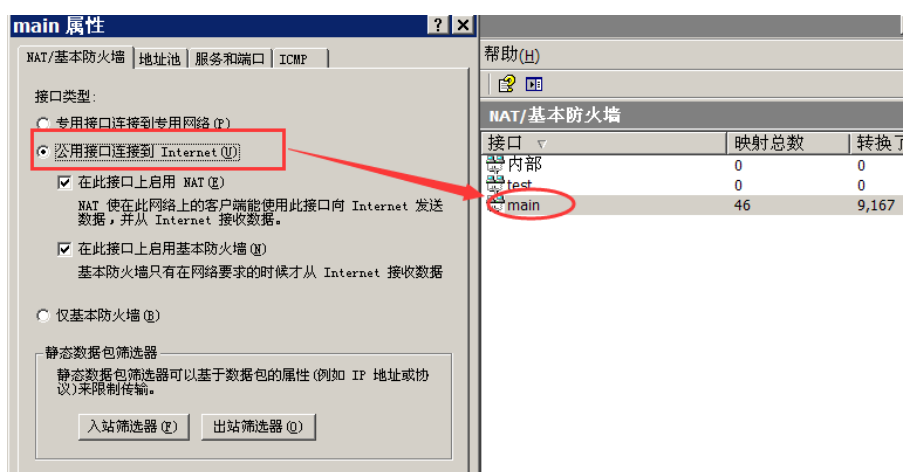 main 属性
NAT/基本防火墙 地址池 服务和端口 ICMP
接口类型:
专用接口连接到专用网络(P)
公用接口连接到 Internet(U)
在此接口上启用 NAT(E)
NAT 使在此网络上的客户端能使用此接口向 Internet 发送
数据，并从 Internet 接收数据。
在此接口上启用基本防火墙(N)
基本防火墙只有在网络要求的时候才从 Internet 接收数据
仅基本防火墙(B)
静态数据包筛选器
静态数据包筛选器可以基于数据包的属性(例如 IP 地址或协
议)来限制传输。
入站筛选器(F) 出站筛选器(O)
帮助(H)
NAT/基本防火墙
接口 映射总数 转换了
内部 0 0
test 0 0
main 46 9,167